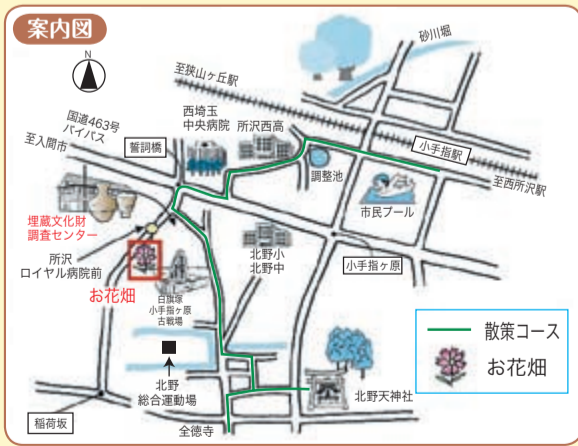 案内図
N
砂川堀
至狭山ヶ丘駅
国道463号
バイパス
至入間市
誓詞橋
西埼玉
中央病院
所沢西高
小手指駅
調整池
至西所沢駅
市民プール
埋蔵文化財
調査センター
所沢
ロイヤル病院前
お花畑
北野小
北野中
小手指ヶ原
白旗塚
小手指ヶ原
古戦場
散策コース
お花畑
北野
総合運動場
北野天神社
稲荷坂
全徳寺